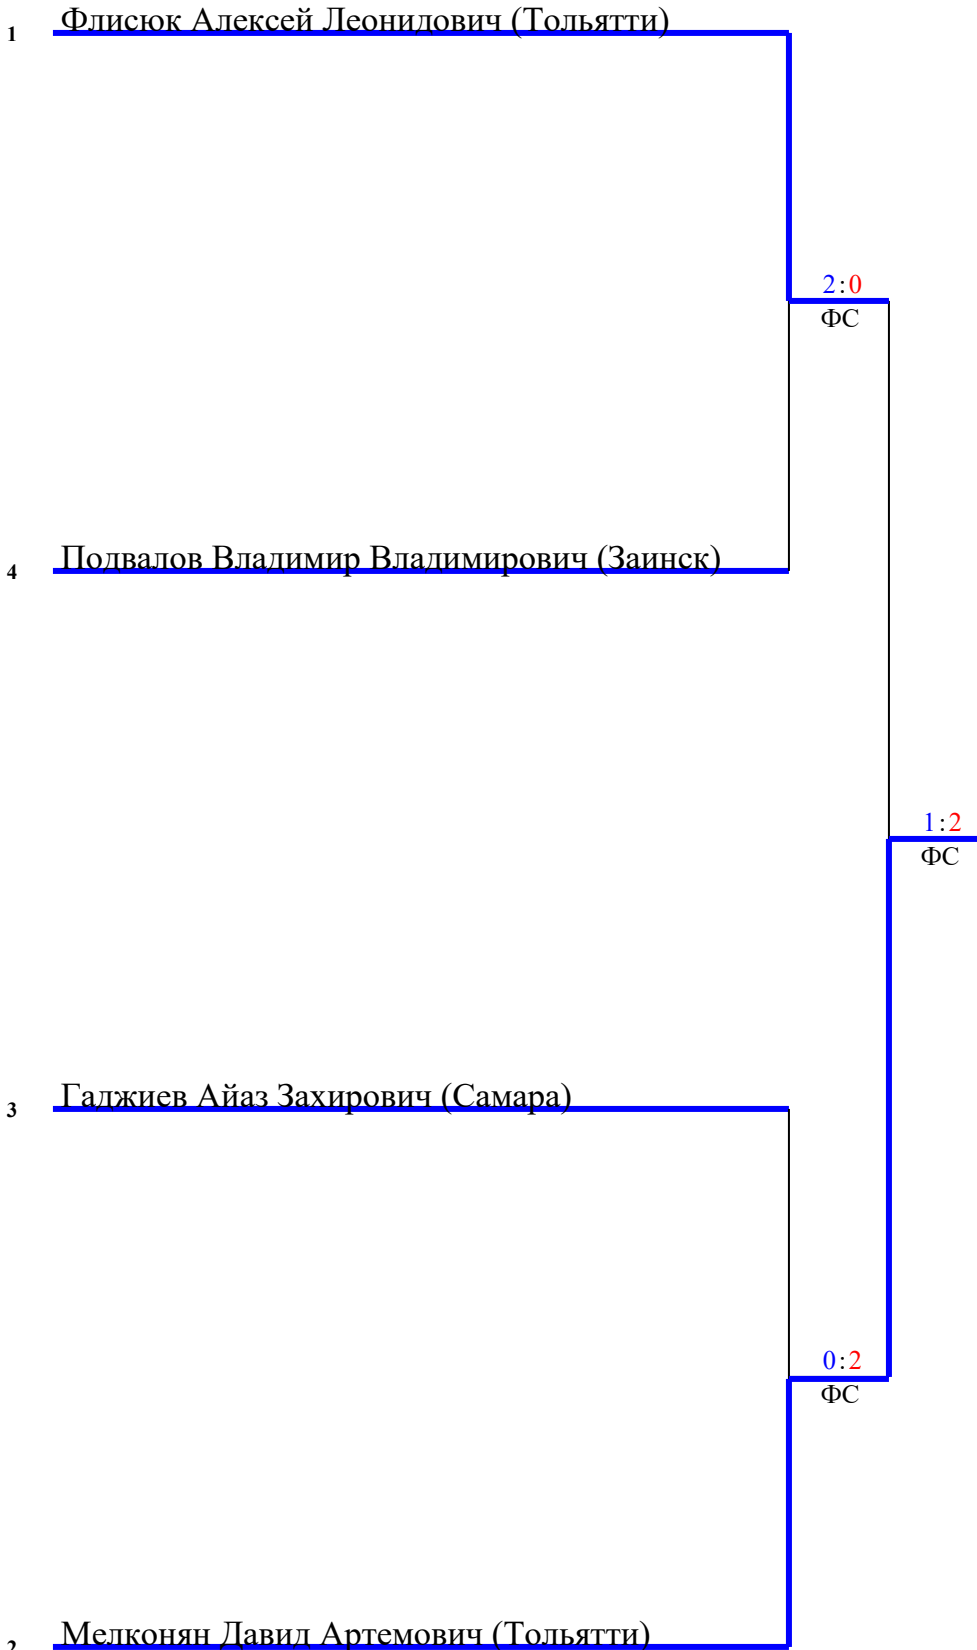 1 Флисюк Алексей Леонидович (Тольятти)
2:0
ФС
4 Подвалов Владимир Владимирович (Заинск)
1:2
ФС
3 Гаджиев Айаз Захирович (Самара)
0:2
ФС
2 Мелконян Давид Артемович (Тольятти)